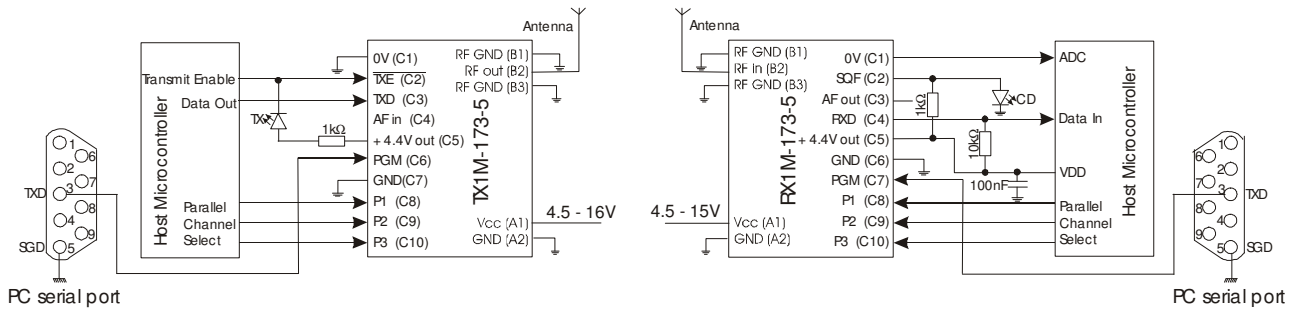 Antenna
Host Microcontroller
Transmit Enable
Data Out
Parallel
Channel
Select
TX
1kΩ
0V (C1)
TXE (C2)
TXD (C3)
AF in (C4)
+ 4.4V out (C5)
PGM (C6)
GND(C7)
P1 (C8)
P2 (C9)
P3 (C10)
TX1M-173-5
RF GND (B1)
RF out (B2)
RF GND (B3)
Vcc (A1)
GND (A2)
4.5 - 16V
1
6
2
7
TXD 3
8
4
9
SGD 5
PC serial port
Antenna
RF GND (B1)
RF in (B2)
RF GND (B3)
4.5 - 15V
Vcc (A1)
GND (A2)
RX1M-173-5
0V (C1)
SQF (C2)
AF out (C3)
RXD (C4)
+ 4.4V out (C5)
GND (C6)
PGM (C7)
P1 (C8)
P2 (C9)
P3 (C10)
1kΩ
CD
10kΩ
100nF
ADC
Data In
VDD
Parallel
Channel
Select
Host Microcontroller
1
6
2
7
3 TXD
8
4
9
5 SGD
PC serial port